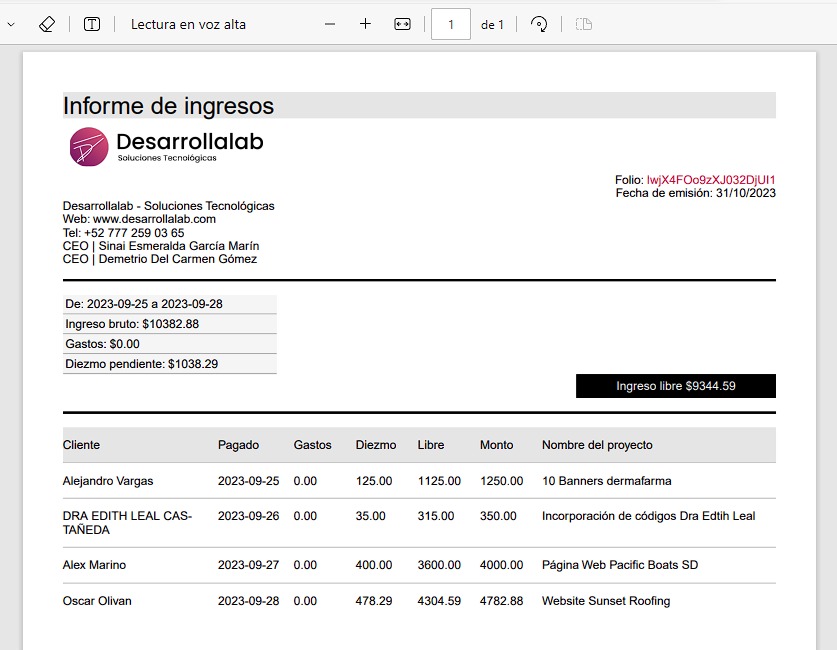 Lectura en voz alta
1
de 1
Informe de ingresos
Desarrollalab
Soluciones Tecnológicas
Folio: IwjX4FOo9zXJ032DjUI1
Fecha de emisión: 31/10/2023
Desarrollalab - Soluciones Tecnológicas
Web: www.desarrollalab.com
Tel: +52 777 259 03 65
CEO | Sinai Esmeralda García Marín
CEO | Demetrio Del Carmen Gómez
De: 2023-09-25 a 2023-09-28
Ingreso bruto: $10382.88
Gastos: $0.00
Diezmo pendiente: $1038.29
Ingreso libre $9344.59
Cliente Pagado Gastos Diezmo Libre Monto Nombre del proyecto
Alejandro Vargas 2023-09-25 0.00 125.00 1125.00 1250.00 10 Banners dermafarma
DRA EDITH LEAL CAS- 2023-09-26 0.00 35.00 315.00 350.00 Incorporación de códigos Dra Edtih Leal
TAÑEDA
Alex Marino 2023-09-27 0.00 400.00 3600.00 4000.00 Página Web Pacific Boats SD
Oscar Olivan 2023-09-28 0.00 478.29 4304.59 4782.88 Website Sunset Roofing